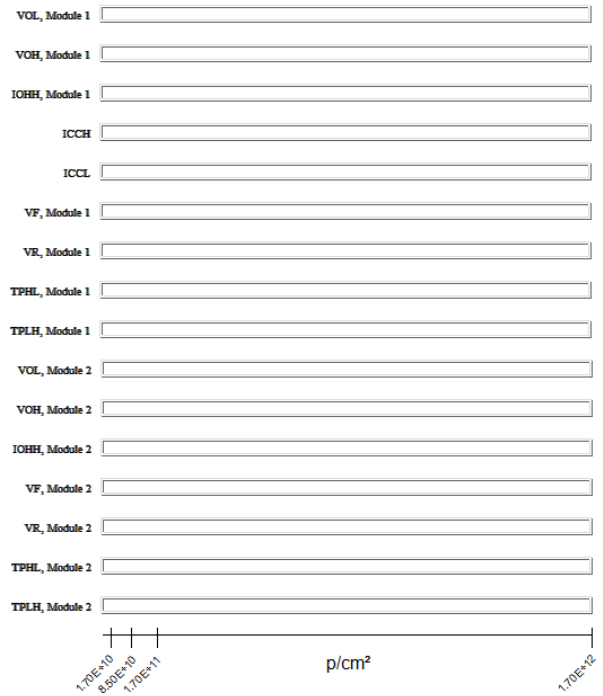 VOL, Module 1
VOH, Module 1
IOHH, Module 1
ICCH
ICCL
VF, Module 1
VR, Module 1
TPHL, Module 1
TPLH, Module 1
VOL, Module 2
VOH, Module 2
IOHH, Module 2
VF, Module 2
VR, Module 2
TPHL, Module 2
TPLH, Module 2
1.70E+10 8.50E+10 1.70E+11 p/cm² 1.70E+12